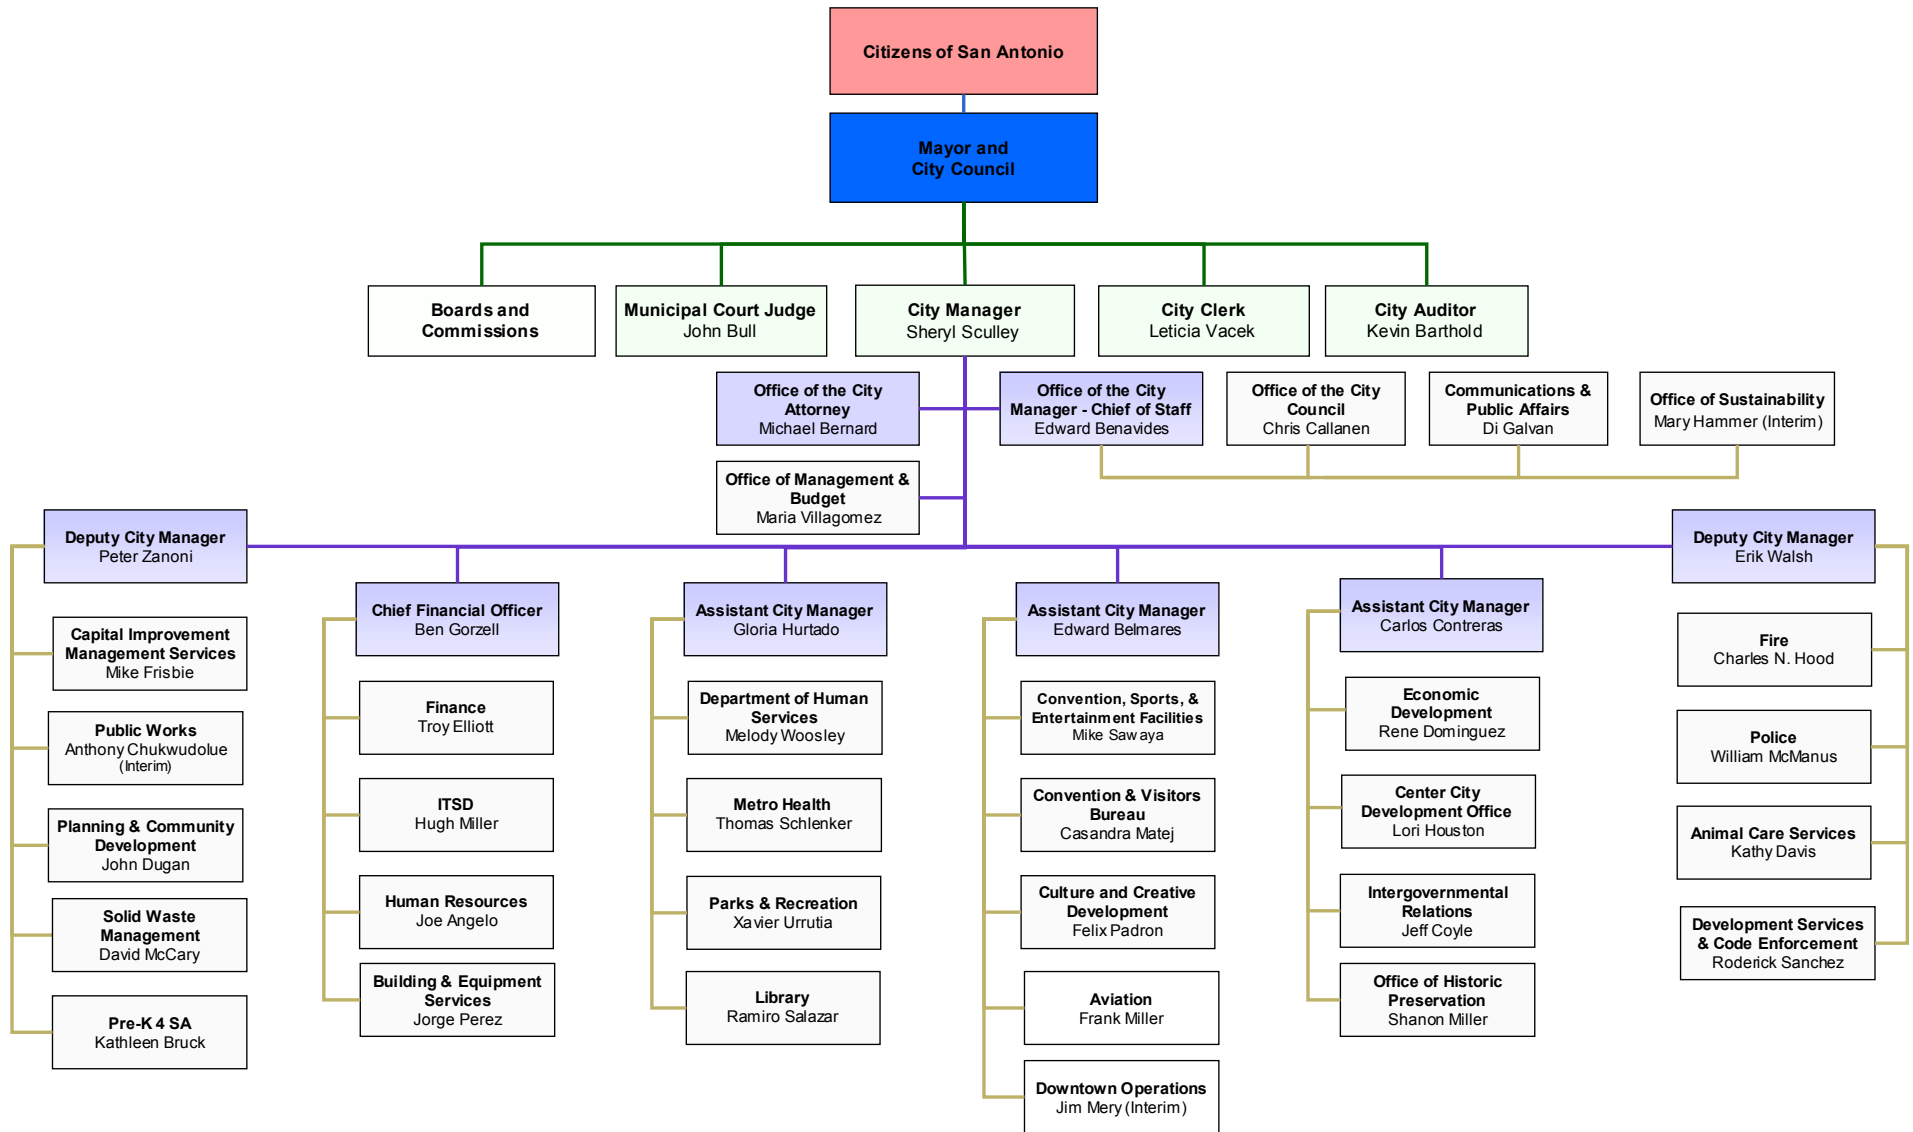 Citizens of San Antonio
Mayor and
City Council
Boards and
Commissions
Municipal Court Judge
John Bull
City Manager
Sheryl Sculley
City Clerk
Leticia Vacek
City Auditor
Kevin Barthold
Office of the City
Attorney
Michael Bernard
Office of the City
Manager - Chief of Staff
Edward Benavides
Office of the City
Council
Chris Callanen
Communications &
Public Affairs
Di Galvan
Office of Sustainability
Mary Hammer (Interim)
Office of Management &
Budget
Maria Villagomez
Deputy City Manager
Peter Zanoni
Capital Improvement
Management Services
Mike Frisbie
Public Works
Anthony Chukwudolue
(Interim)
Planning & Community
Development
John Dugan
Solid Waste
Management
David McCary
Pre-K 4 SA
Kathleen Bruck
Chief Financial Officer
Ben Gorzell
Finance
Troy Elliott
ITSD
Hugh Miller
Human Resources
Joe Angelo
Building & Equipment
Services
Jorge Perez
Assistant City Manager
Gloria Hurtado
Department of Human
Services
Melody Woosley
Metro Health
Thomas Schlenker
Parks & Recreation
Xavier Urrutia
Library
Ramiro Salazar
Assistant City Manager
Edward Belmares
Convention, Sports, &
Entertainment Facilities
Mike Sawaya
Convention & Visitors
Bureau
Casandra Matej
Culture and Creative
Development
Felix Padron
Aviation
Frank Miller
Downtown Operations
Jim Mery (Interim)
Assistant City Manager
Carlos Contreras
Economic
Development
Rene Dominguez
Center City
Development Office
Lori Houston
Intergovernmental
Relations
Jeff Coyle
Office of Historic
Preservation
Shanon Miller
Deputy City Manager
Erik Walsh
Fire
Charles N. Hood
Police
William McManus
Animal Care Services
Kathy Davis
Development Services
& Code Enforcement
Roderick Sanchez